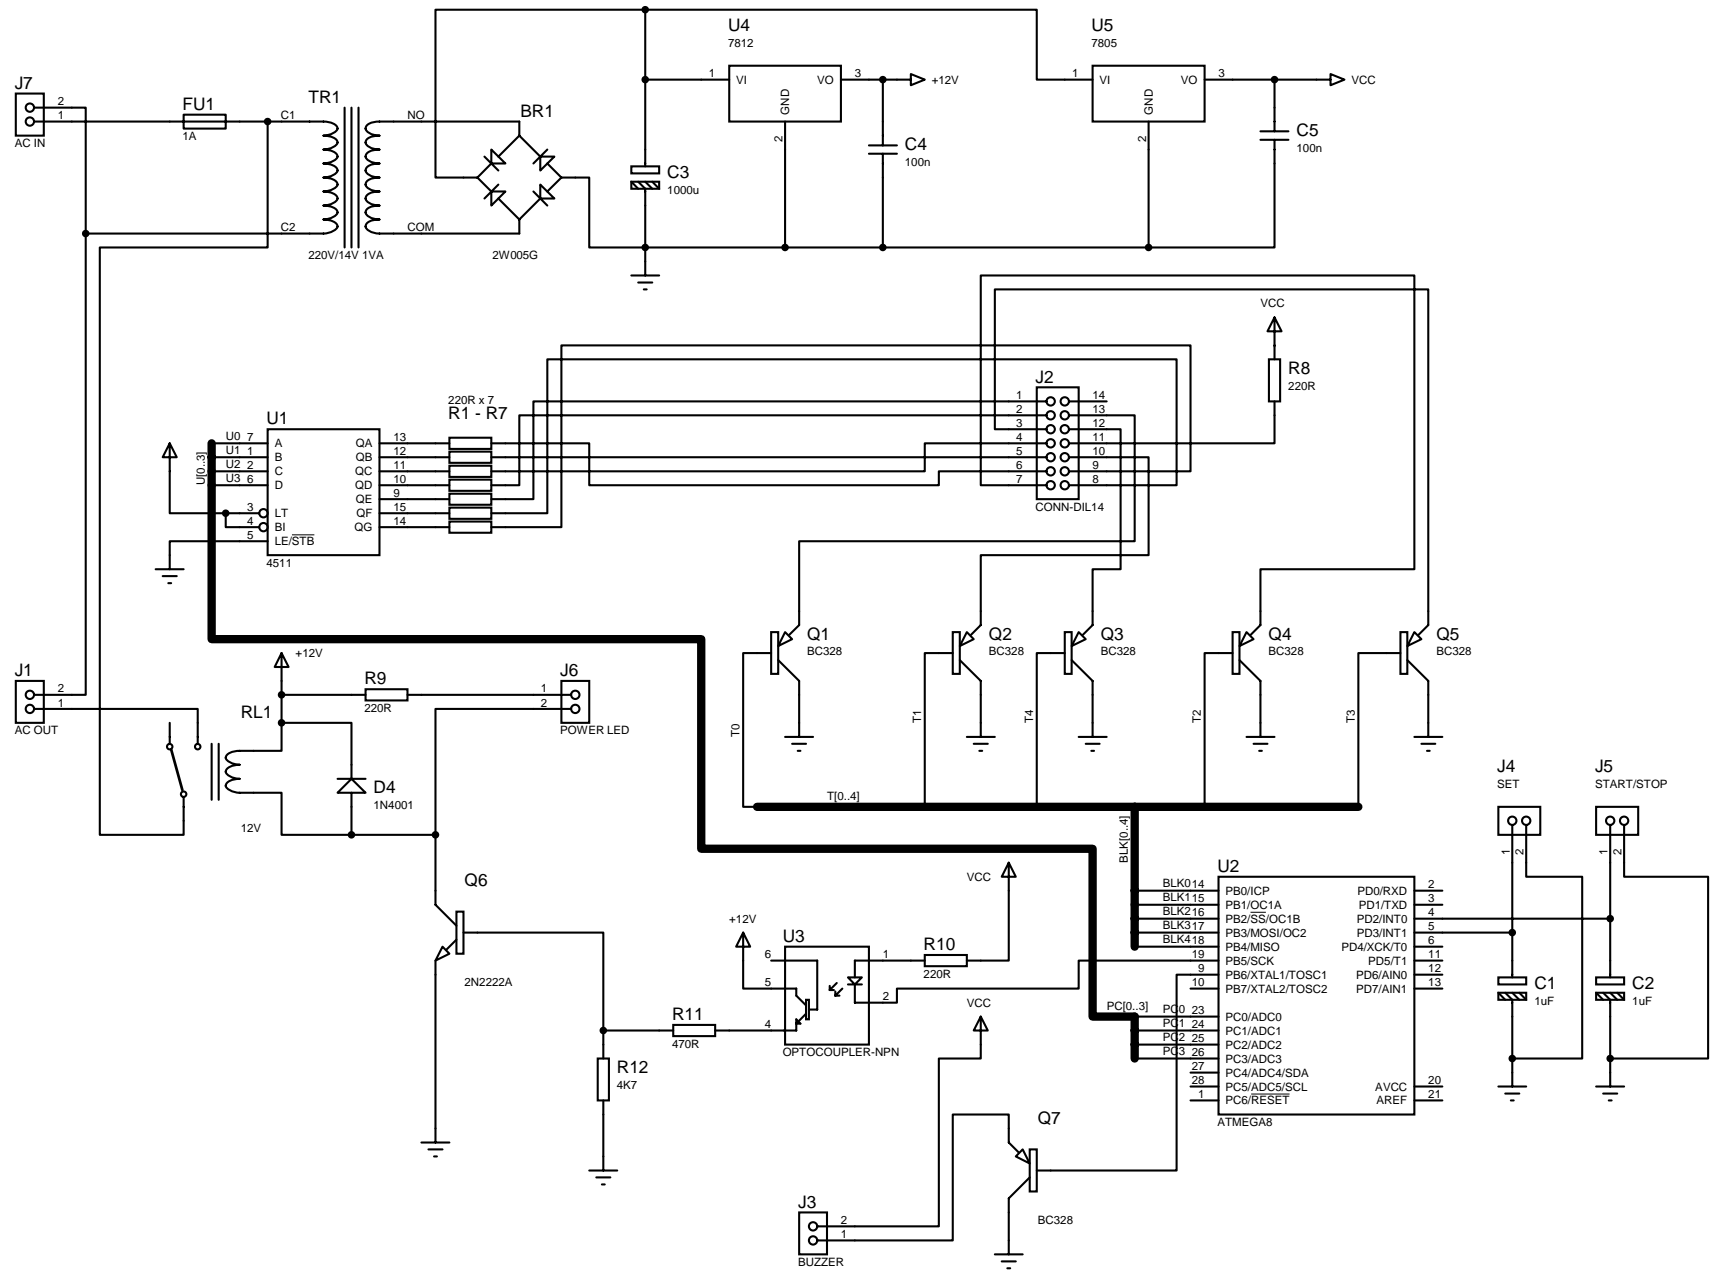 U4
7812
U5
7805
1 VI VO 3
GND
2
+12V
1 VI VO 3
GND
2
VCC
J7
2
1
AC IN
FU1
1A
TR1
C1
C2
NO
COM
220V/14V 1VA
BR1
2W005G
C3
1000u
C4
100n
C5
100n
VCC
R8
220R
J2
1 14
2 13
3 12
4 11
5 10
6 9
7 8
CONN-DIL14
220R x 7
R1 - R7
U1
U[0..3]
U0 7 A QA 13
U1 1 B QB 12
U2 2 C QC 11
U3 6 D QD 10
QE 9
3 LT QF 15
4 BI QG 14
5 LE/STB
4511
Q1
BC328
Q2
BC328
Q3
BC328
Q4
BC328
Q5
BC328
T0
T1
T4
T2
T3
T[0..4]
BLK[0..4]
J1
2
1
AC OUT
+12V
R9
220R
J6
1
2
POWER LED
RL1
12V
D4
1N4001
Q6
2N2222A
+12V
U3
6
5
4
1
2
OPTOCOUPLER-NPN
R10
220R
VCC
VCC
R11
470R
R12
4K7
J4
SET
1
2
J5
START/STOP
1
2
U2
BLK0 14 PB0/ICP PD0/RXD 2
BLK1 15 PB1/OC1A PD1/TXD 3
BLK2 16 PB2/SS/OC1B PD2/INT0 4
BLK3 17 PB3/MOSI/OC2 PD3/INT1 5
BLK4 18 PB4/MISO PD4/XCK/T0 6
19 PB5/SCK PD5/T1 11
9 PB6/XTAL1/TOSC1 PD6/AIN0 12
10 PB7/XTAL2/TOSC2 PD7/AIN1 13
PC[0..3]
PC0 23 PC0/ADC0
PC1 24 PC1/ADC1
PC2 25 PC2/ADC2
PC3 26 PC3/ADC3
27 PC4/ADC4/SDA
28 PC5/ADC5/SCL AVCC 20
1 PC6/RESET AREF 21
ATMEGA8
C1
1uF
C2
1uF
Q7
BC328
J3
2
1
BUZZER